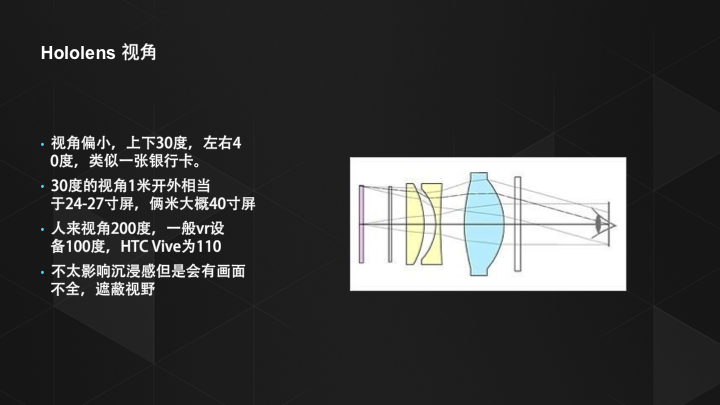 Hololens 视角
• 视角偏小，上下30度，左右4
0度，类似一张银行卡。
• 30度的视角1米开外相当
于24-27寸屏，俩米大概40寸屏
• 人来视角200度，一般vr设
备100度，HTC Vive为110
• 不太影响沉浸感但是会有画面
不全，遮蔽视野